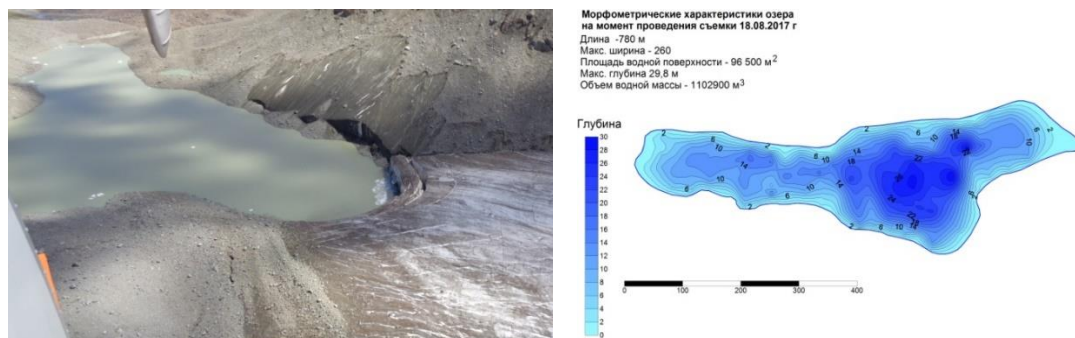 Морфометрические характеристики озера
на момент проведения съемки 18.08.2017 г
Длина -780 м
Макс. ширина - 260
Площадь водной поверхности - 96 500 м²
Макс. глубина 29,8 м
Объем водной массы - 1102900 м³
Глубина
30
28
26
24
22
20
18
16
14
12
10
8
6
4
2
0
0 100 200 300 400